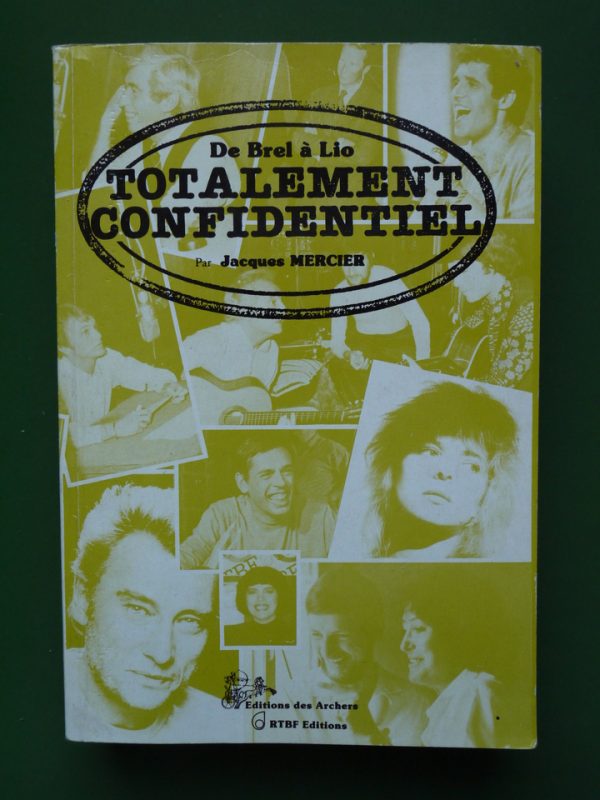 De Brel à Lio
TOTALEMENT
CONFIDENTIEL
Par Jacques MERCIER
Editions des Archers
RTBF Editions